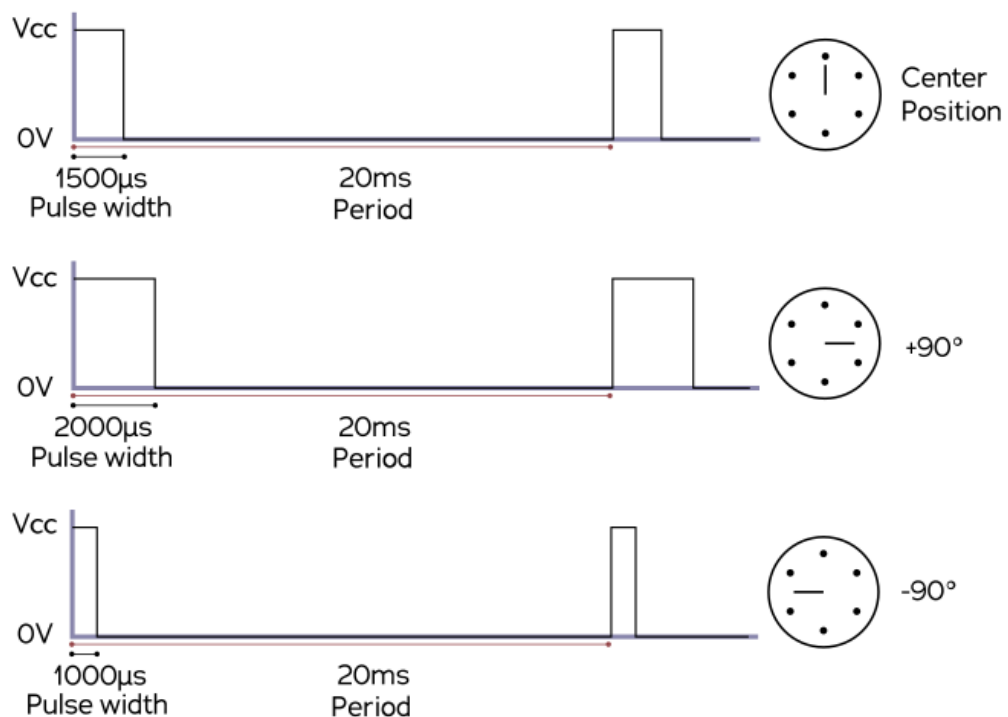 Vcc
0V
1500µs
Pulse width
20ms
Period
Center
Position
Vcc
0V
2000µs
Pulse width
20ms
Period
+90°
Vcc
0V
1000µs
Pulse width
20ms
Period
-90°